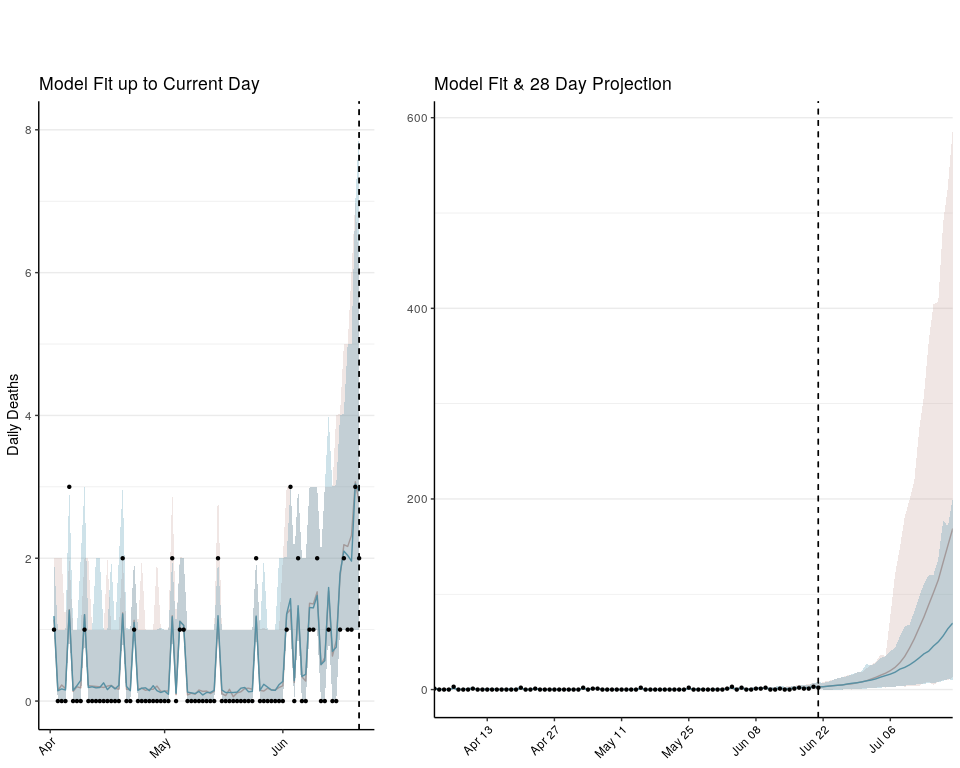 Model Fit up to Current Day
Daily Deaths
8
6
4
2
0
Apr
May
Jun
Model Fit & 28 Day Projection
600
400
200
0
Apr 13
Apr 27
May 11
May 25
Jun 08
Jun 22
Jul 06